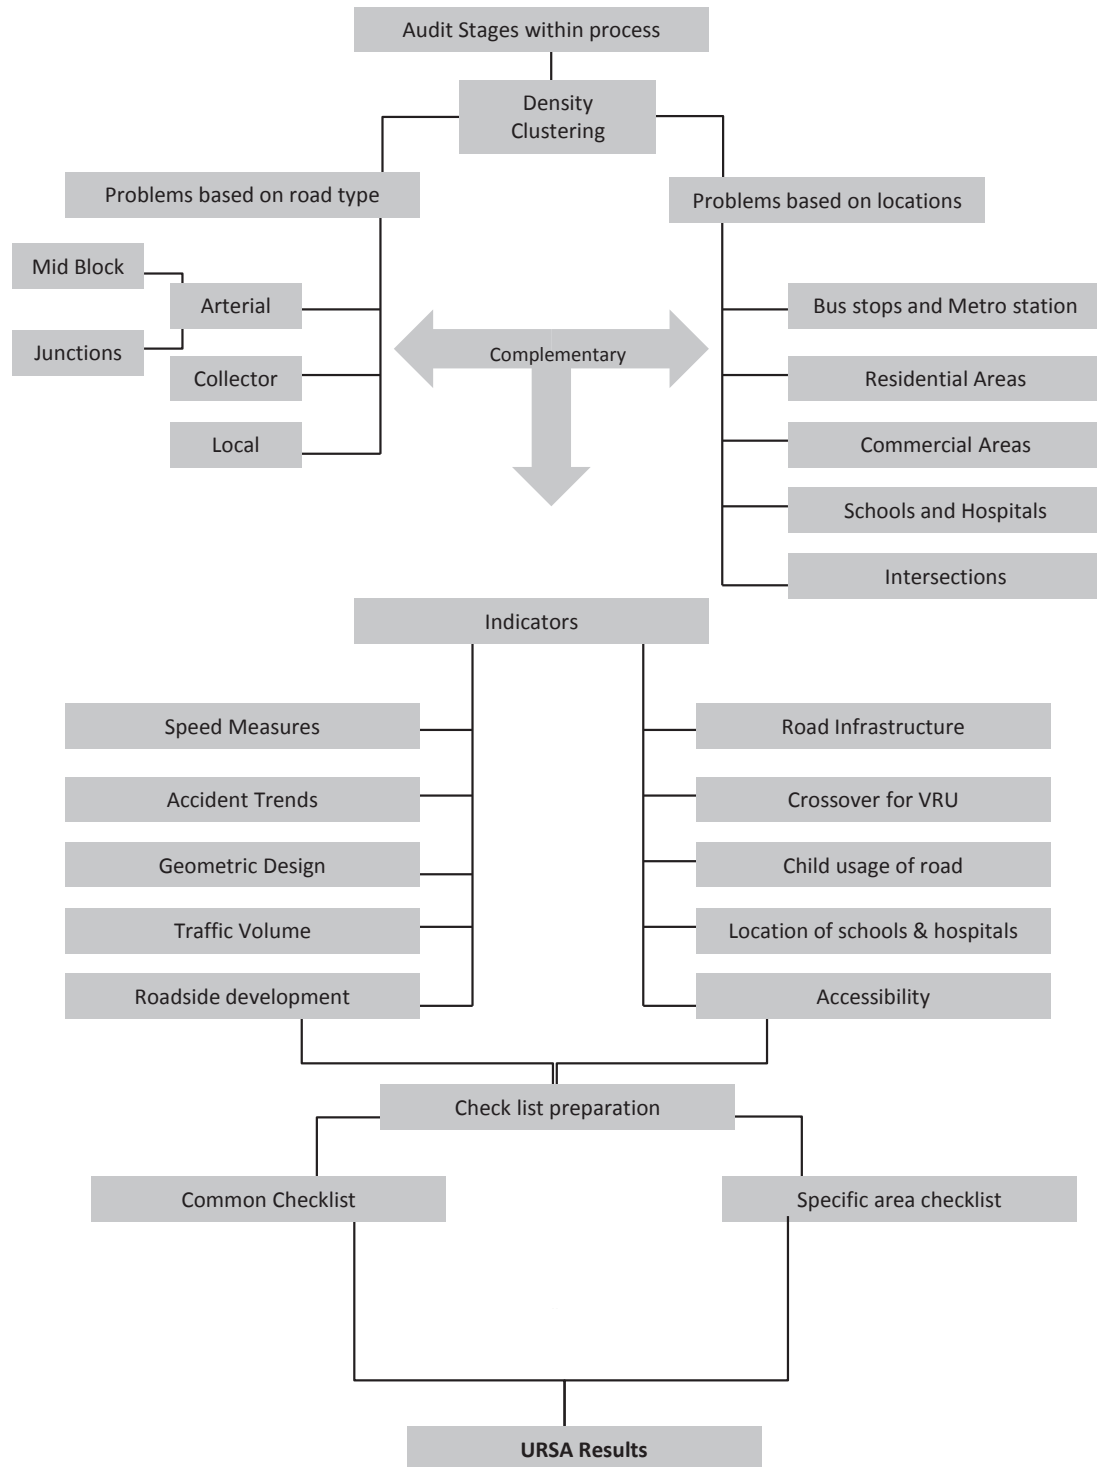 Audit Stages within process
Density
Clustering
Problems based on road type
Problems based on locations
Mid Block
Arterial
Junctions
Collector
Local
Complementary
Bus stops and Metro station
Residential Areas
Commercial Areas
Schools and Hospitals
Intersections
Indicators
Speed Measures
Accident Trends
Geometric Design
Traffic Volume
Roadside development
Road Infrastructure
Crossover for VRU
Child usage of road
Location of schools & hospitals
Accessibility
Check list preparation
Common Checklist
Specific area checklist
URSA Results